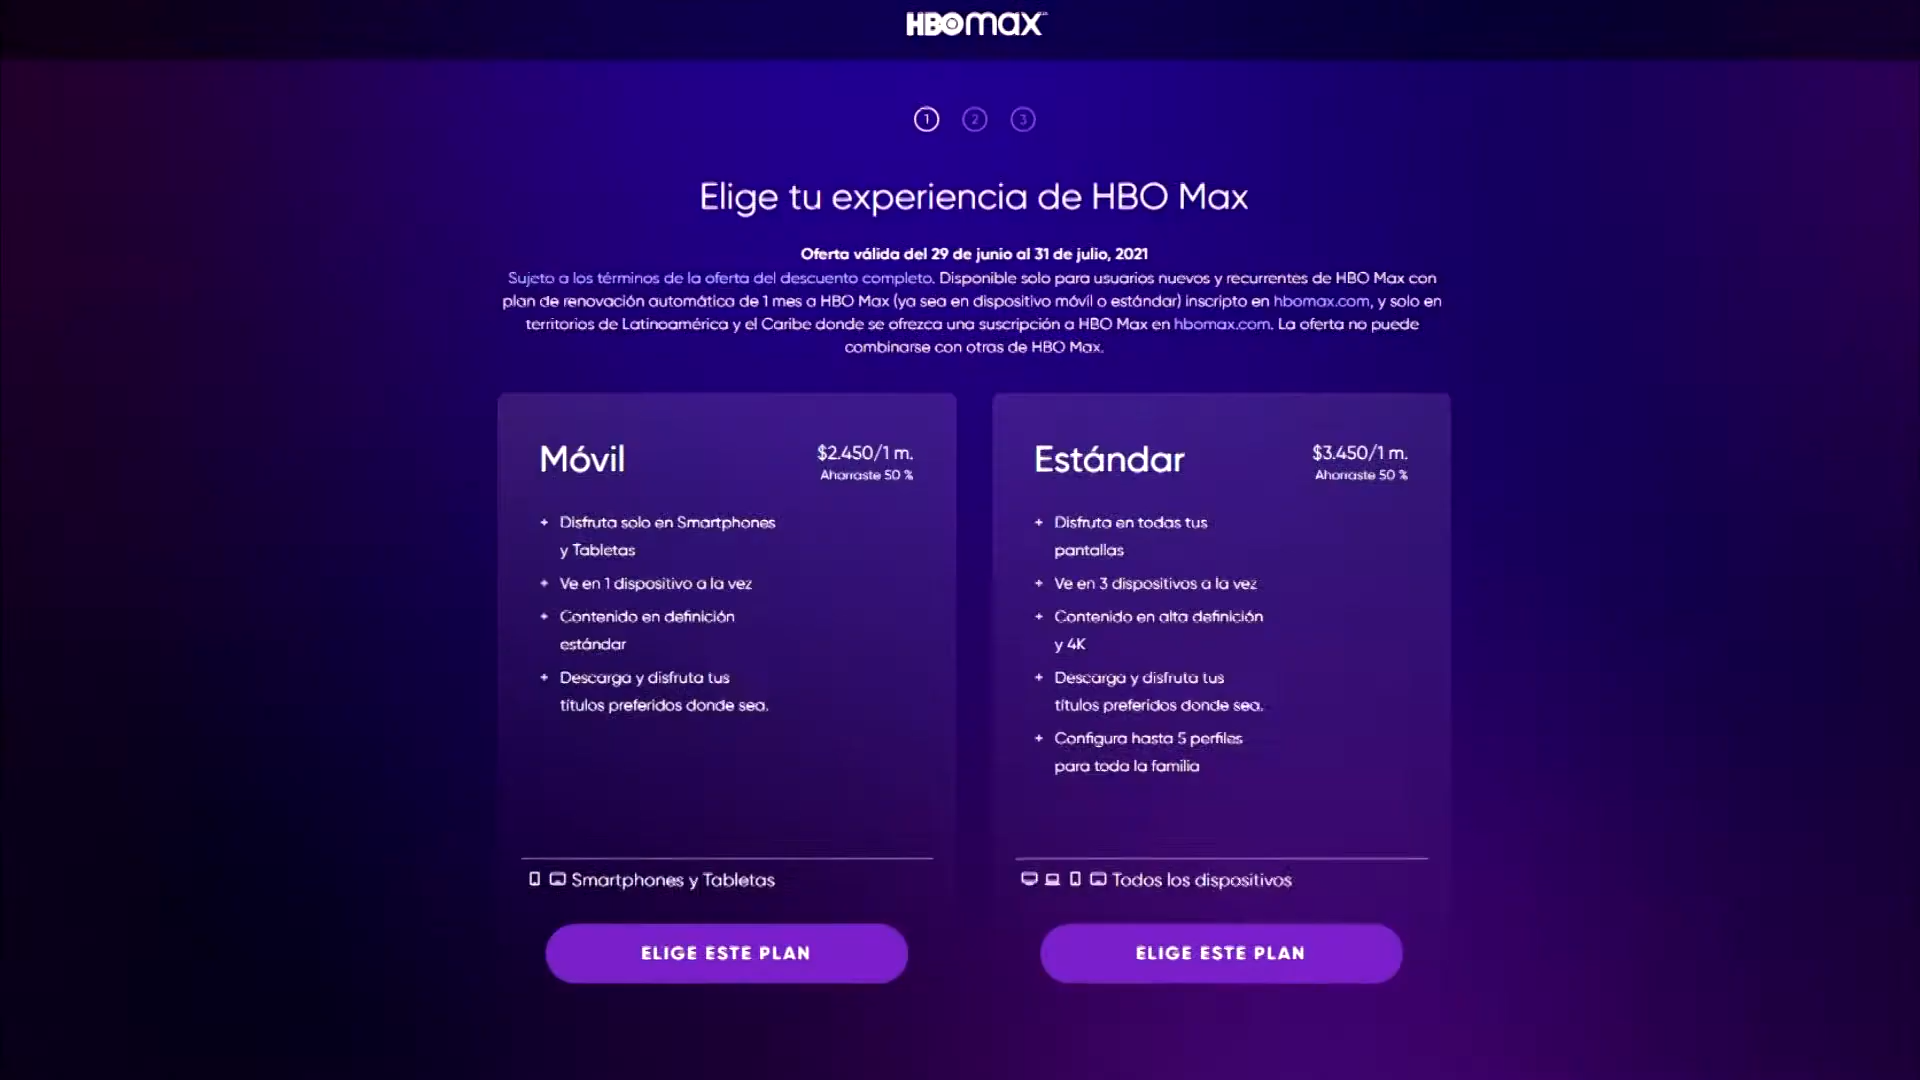 HBOmax
1 2 3
Elige tu experiencia de HBO Max
Oferta válida del 29 de junio al 31 de julio, 2021
Sujeto a los términos de la oferta del descuento completo. Disponible solo para usuarios nuevos y recurrentes de HBO Max con
plan de renovación automática de 1 mes a HBO Max (ya sea en dispositivo móvil o estándar) inscripto en hbomax.com, y solo en
territorios de Latinoamérica y el Caribe donde se ofrezca una suscripción a HBO Max en hbomax.com. La oferta no puede
combinarse con otras de HBO Max.
Móvil
$2.450/1 m.
Ahorraste 50 %
+ Disfruta solo en Smartphones
y Tabletas
+ Ve en 1 dispositivo a la vez
+ Contenido en definición
estándar
+ Descarga y disfruta tus
títulos preferidos donde sea.
Smartphones y Tabletas
ELIGE ESTE PLAN
Estándar
$3.450/1 m.
Ahorraste 50 %
+ Disfruta en todas tus
pantallas
+ Ve en 3 dispositivos a la vez
+ Contenido en alta definición
y 4K
+ Descarga y disfruta tus
títulos preferidos donde sea.
+ Configura hasta 5 perfiles
para toda la familia
Todos los dispositivos
ELIGE ESTE PLAN